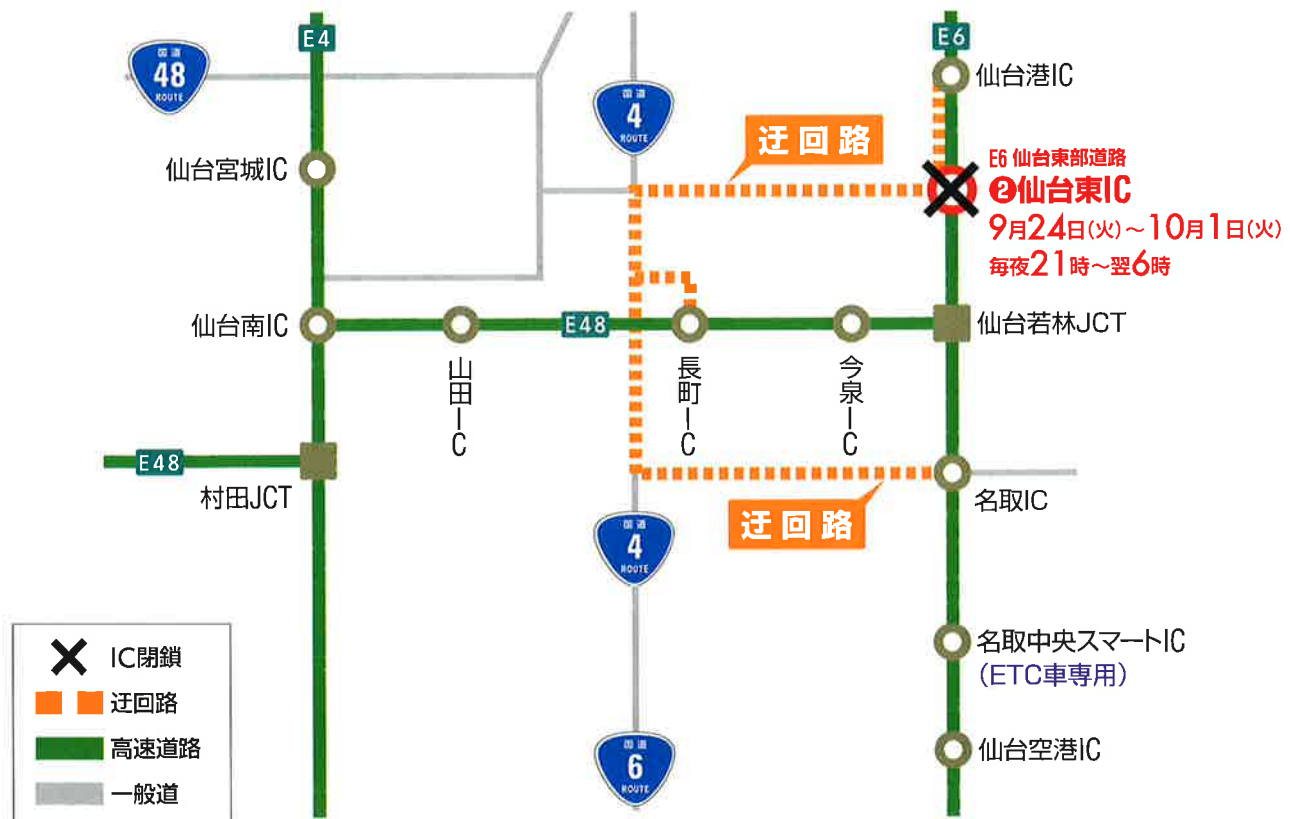 E4
E6
国道
48
ROUTE
国道
4
ROUTE
仙台港IC
迂回路
仙台宮城IC
E6 仙台東部道路
❷仙台東IC
9月24日(火)～10月1日(火)
毎夜21時～翌6時
仙台南IC
E48
仙台若林JCT
山田IC
長町IC
今泉IC
E48
村田JCT
名取IC
迂回路
国道
4
ROUTE
名取中央スマートIC
(ETC車専用)
国道
6
ROUTE
仙台空港IC
IC閉鎖
迂回路
高速道路
一般道